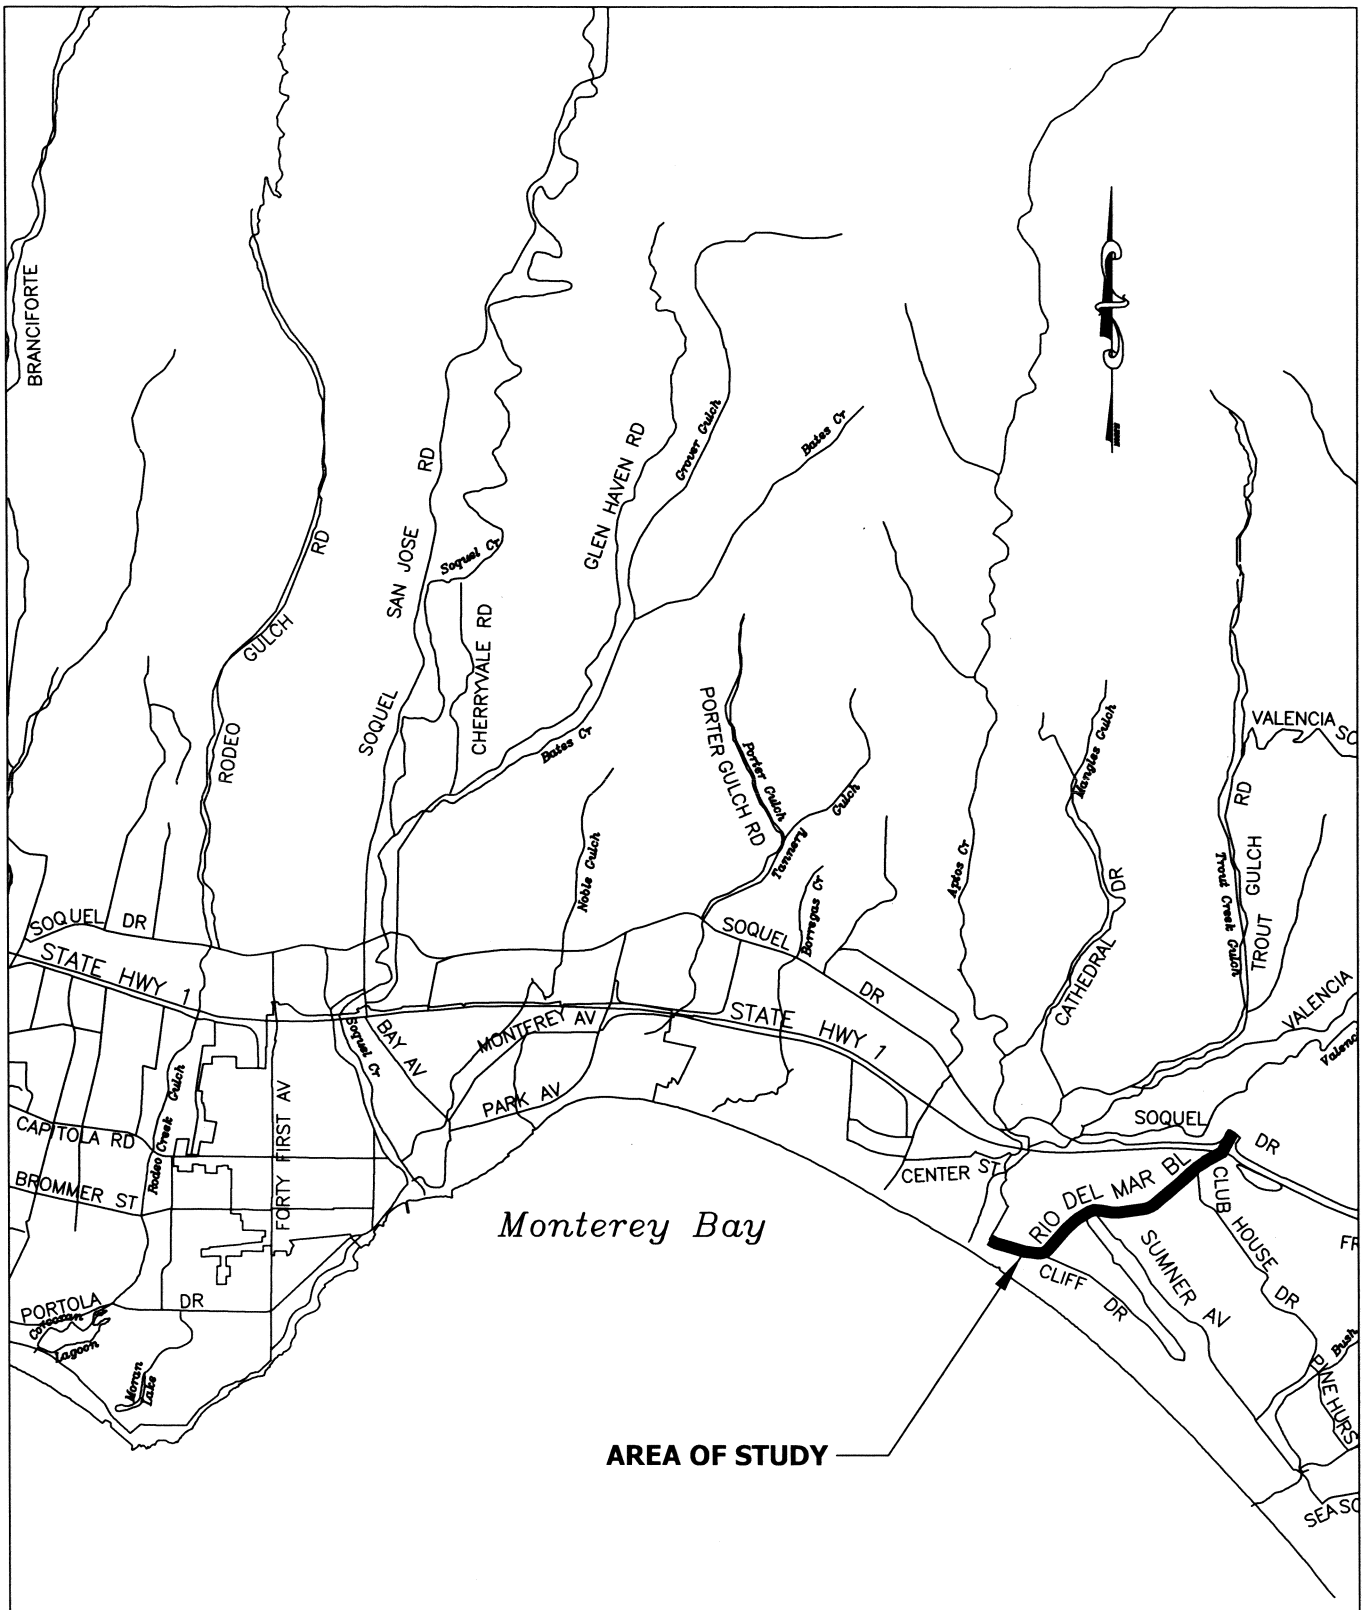 BRANCIFORTE
GLEN HAVEN RD
Grover Gulch
Bates Cr
SOQUEL SAN JOSE RD
Soquel Cr
RODEO GULCH RD
CHERRYVALE RD
Bates Cr
PORTER GULCH RD
Porter Gulch
Tannery Gulch
Mangles Gulch
VALENCIA
RD
Noble Gulch
Borregas Cr
Aptos Cr
CATHEDRAL DR
Trout Creek Gulch
TROUT GULCH
SOQUEL DR
STATE HWY 1
SOQUEL DR
STATE HWY 1
VALENCIA
MONTEREY AV
BAY AV
Soquel Cr
PARK AV
FORTY FIRST AV
Rodeo Creek Gulch
CAPITOLA RD
BROMMER ST
SOQUEL DR
CENTER ST
RIO DEL MAR BL
CLUB HOUSE DR
SUMNER AV
CLIFF DR
Monterey Bay
PORTOLA DR
Corcoran
Lagoon
Moran
Lake
Bush
AREA OF STUDY